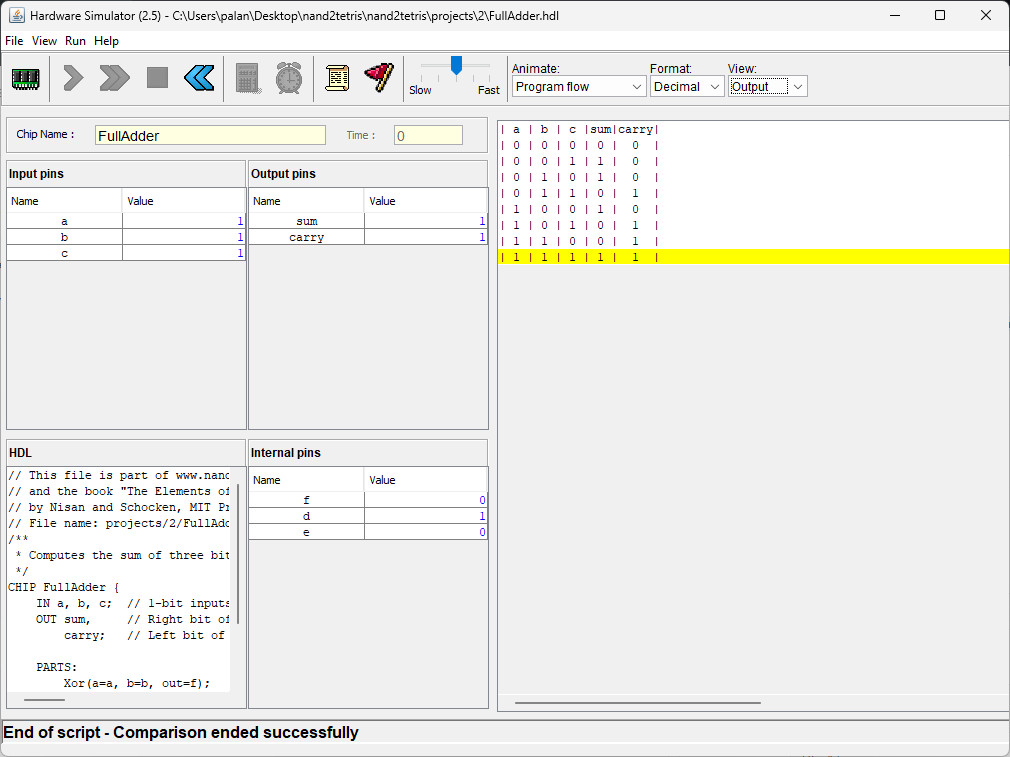 Hardware Simulator (2.5) - C:\Users\palan\Desktop\nand2tetris\nand2tetris\projects\2\FullAdder.hdl
File View Run Help
Slow Fast
Animate: Format: View:
Program flow Decimal Output
Chip Name : FullAdder Time : 0
Input pins
Name Value
a 1
b 1
c 1
Output pins
Name Value
sum 1
carry 1
HDL
// This file is part of www.nand
// and the book "The Elements of
// by Nisan and Schocken, MIT Pr
// File name: projects/2/FullAdd
/**
 * Computes the sum of three bit
 */
CHIP FullAdder {
    IN a, b, c;  // 1-bit inputs
    OUT sum,     // Right bit of
        carry;   // Left bit of

    PARTS:
        Xor(a=a, b=b, out=f);
Internal pins
Name Value
f 0
d 1
e 0
| a | b | c |sum|carry|
| 0 | 0 | 0 | 0 |  0  |
| 0 | 0 | 1 | 1 |  0  |
| 0 | 1 | 0 | 1 |  0  |
| 0 | 1 | 1 | 0 |  1  |
| 1 | 0 | 0 | 1 |  0  |
| 1 | 0 | 1 | 0 |  1  |
| 1 | 1 | 0 | 0 |  1  |
| 1 | 1 | 1 | 1 |  1  |
End of script - Comparison ended successfully